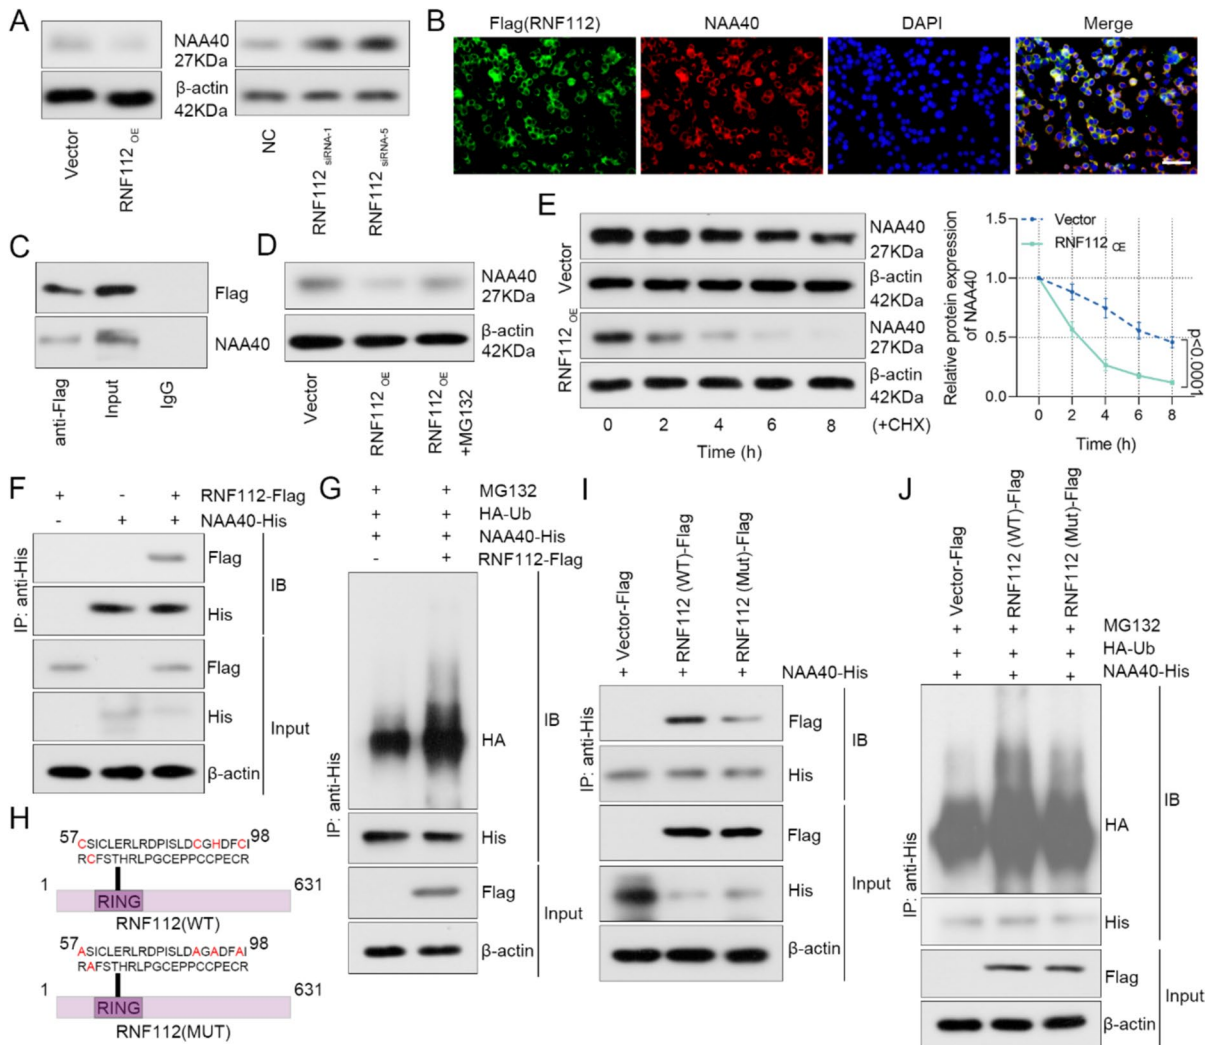 A
NAA40
27KDa
β-actin
42KDa
Vector
RNF112 OE
NC
RNF112 siRNA-1
RNF112 siRNA-5
B
Flag(RNF112)
NAA40
DAPI
Merge
C
Flag
NAA40
anti-Flag
Input
IgG
D
NAA40
27KDa
β-actin
42KDa
Vector
RNF112 OE
RNF112 OE
+MG132
E
Vector
NAA40
27KDa
β-actin
42KDa
RNF112 OE
NAA40
27KDa
β-actin
42KDa
0 2 4 6 8 (+CHX)
Time (h)
Relative protein expression
of NAA40
1.5
1.0
0.5
0.0
Vector
RNF112 OE
p<0.0001
0 2 4 6 8
Time (h)
F
+ - + RNF112-Flag
- + + NAA40-His
IP: anti-His
Flag
His
IB
Flag
His
β-actin
Input
G
+ + MG132
+ + HA-Ub
+ + NAA40-His
- + RNF112-Flag
IP: anti-His
HA
His
IB
Flag
β-actin
Input
H
57 CSICLERLRDPISLDCGHDFCI 98
RCFSTHRLPGCEPPCCPECR
1 631
RING
RNF112(WT)
57 ASICLERLRDPISLDAGADFAI 98
RAFSTHRLPGCEPPCCPECR
1 631
RING
RNF112(MUT)
I
Vector-Flag
RNF112 (WT)-Flag
RNF112 (Mut)-Flag
+ + + NAA40-His
IP: anti-His
Flag
His
IB
Flag
His
β-actin
Input
J
Vector-Flag
RNF112 (WT)-Flag
RNF112 (Mut)-Flag
+ + + MG132
+ + + HA-Ub
+ + + NAA40-His
IP: anti-His
HA
His
IB
Flag
β-actin
Input